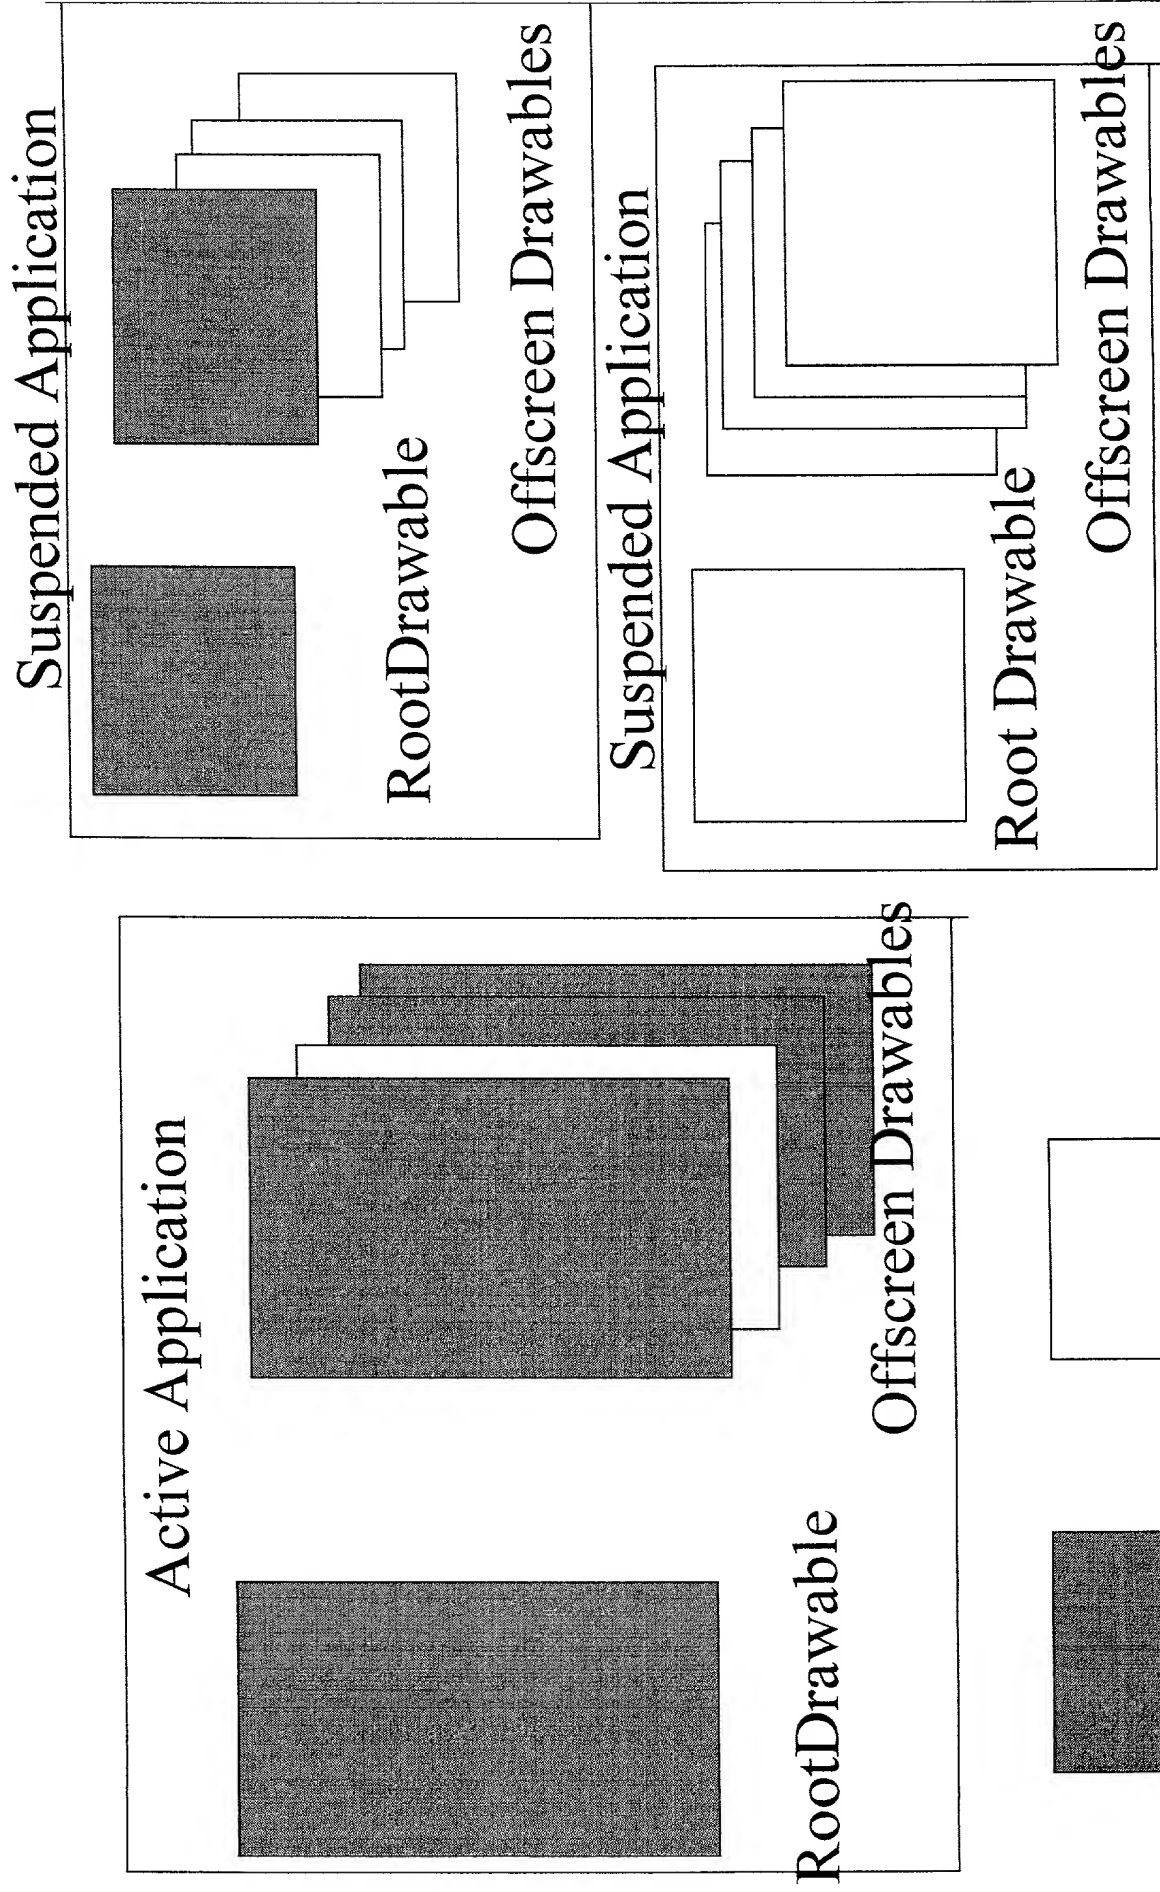 Active Application
RootDrawable
Offscreen Drawables
Suspended Application
RootDrawable
Offscreen Drawables
Suspended Application
Root Drawable
Offscreen Drawables